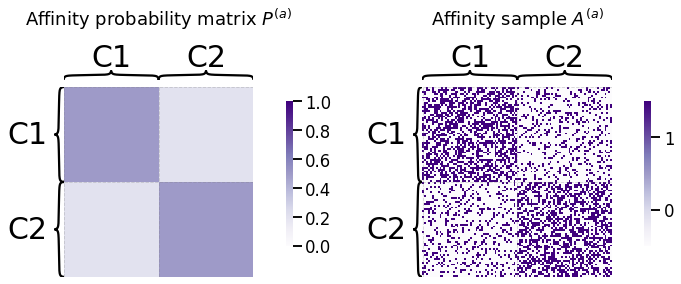 Affinity probability matrix P^(a)
C1 C2
C1
C2
1.0
0.8
0.6
0.4
0.2
0.0
Affinity sample A^(a)
C1 C2
C1
C2
1
0